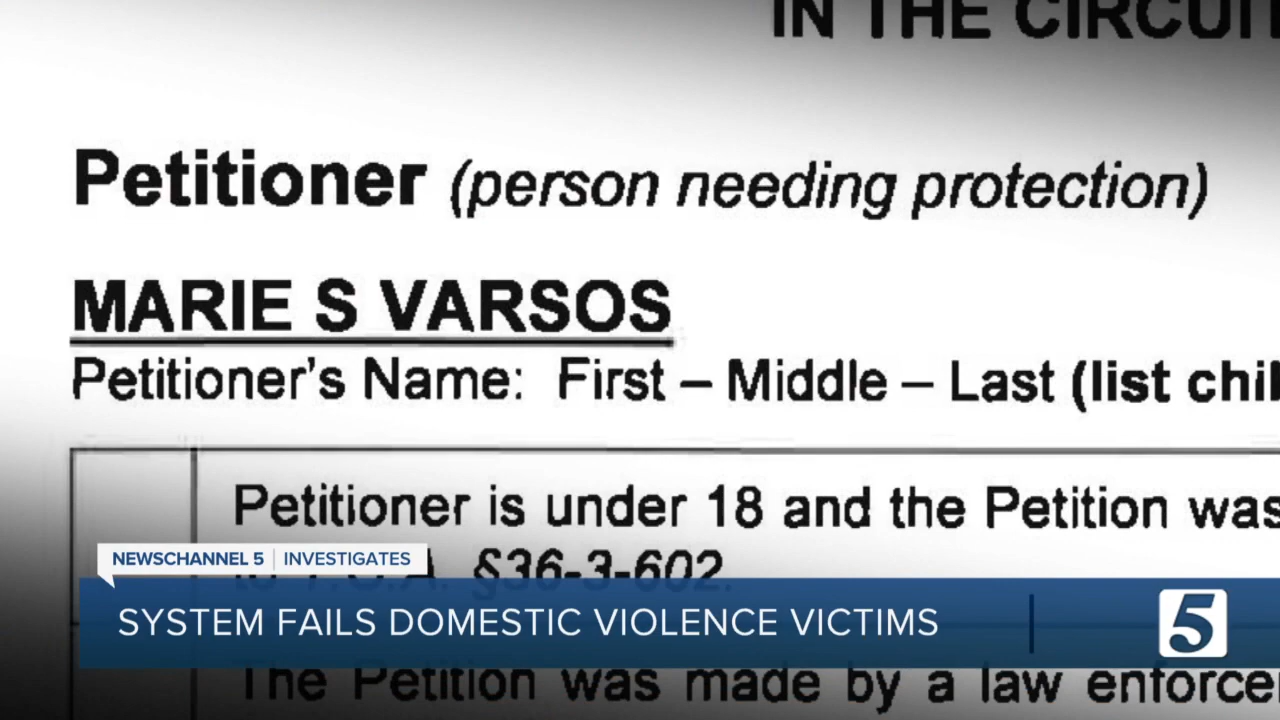 IN THE CIRCUIT
Petitioner (person needing protection)
MARIE S VARSOS
Petitioner's Name: First – Middle – Last (list chil
Petitioner is under 18 and the Petition was
to T.C.A. §36-3-602.
NEWSCHANNEL 5 | INVESTIGATES
SYSTEM FAILS DOMESTIC VIOLENCE VICTIMS
5
The Petition was made by a law enforce